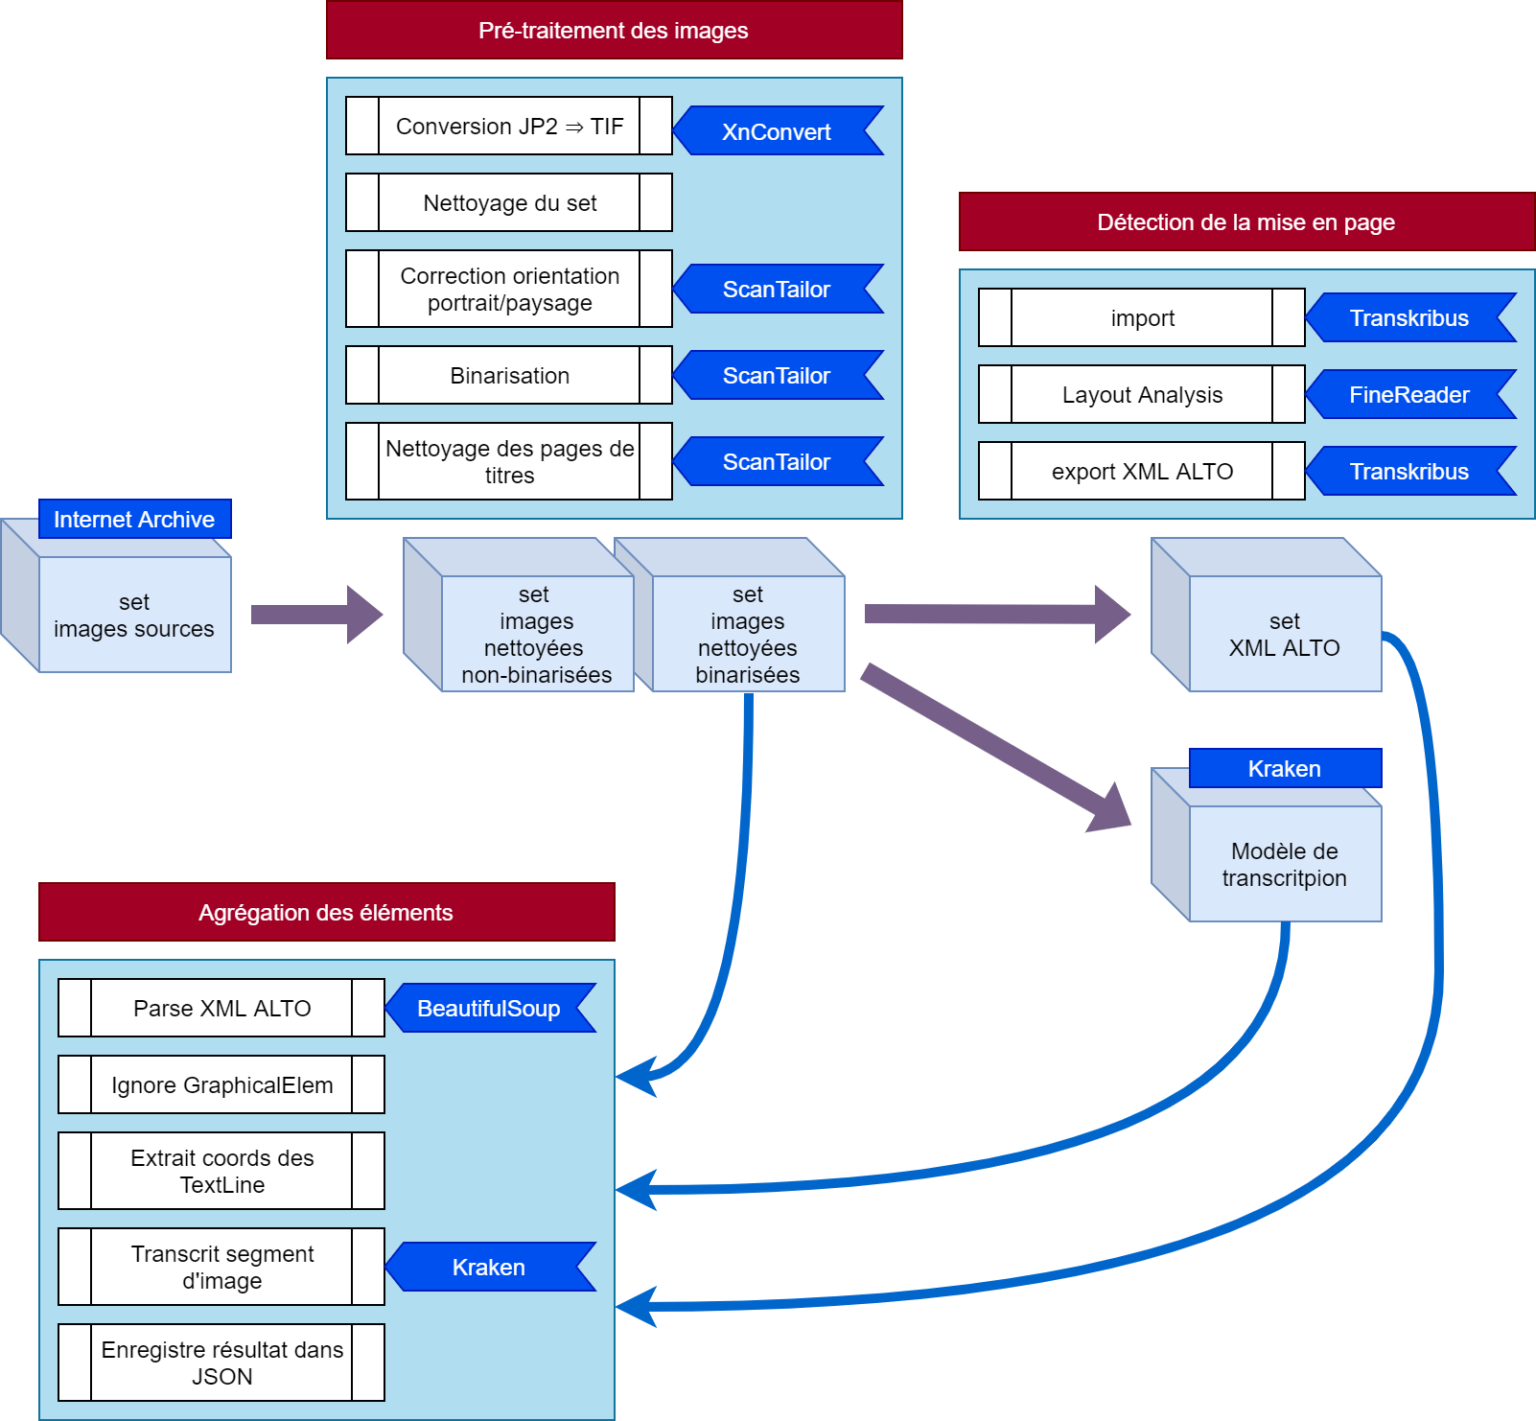 Pré-traitement des images
Conversion JP2 ⇒ TIF
XnConvert
Nettoyage du set
Correction orientation
portrait/paysage
ScanTailor
Binarisation
ScanTailor
Nettoyage des pages de
titres
ScanTailor
Détection de la mise en page
import
Transkribus
Layout Analysis
FineReader
export XML ALTO
Transkribus
Internet Archive
set
images sources
set
images
nettoyées
non-binarisées
set
images
nettoyées
binarisées
set
XML ALTO
Kraken
Modèle de
transcritpion
Agrégation des éléments
Parse XML ALTO
BeautifulSoup
Ignore GraphicalElem
Extrait coords des
TextLine
Transcrit segment
d'image
Kraken
Enregistre résultat dans
JSON